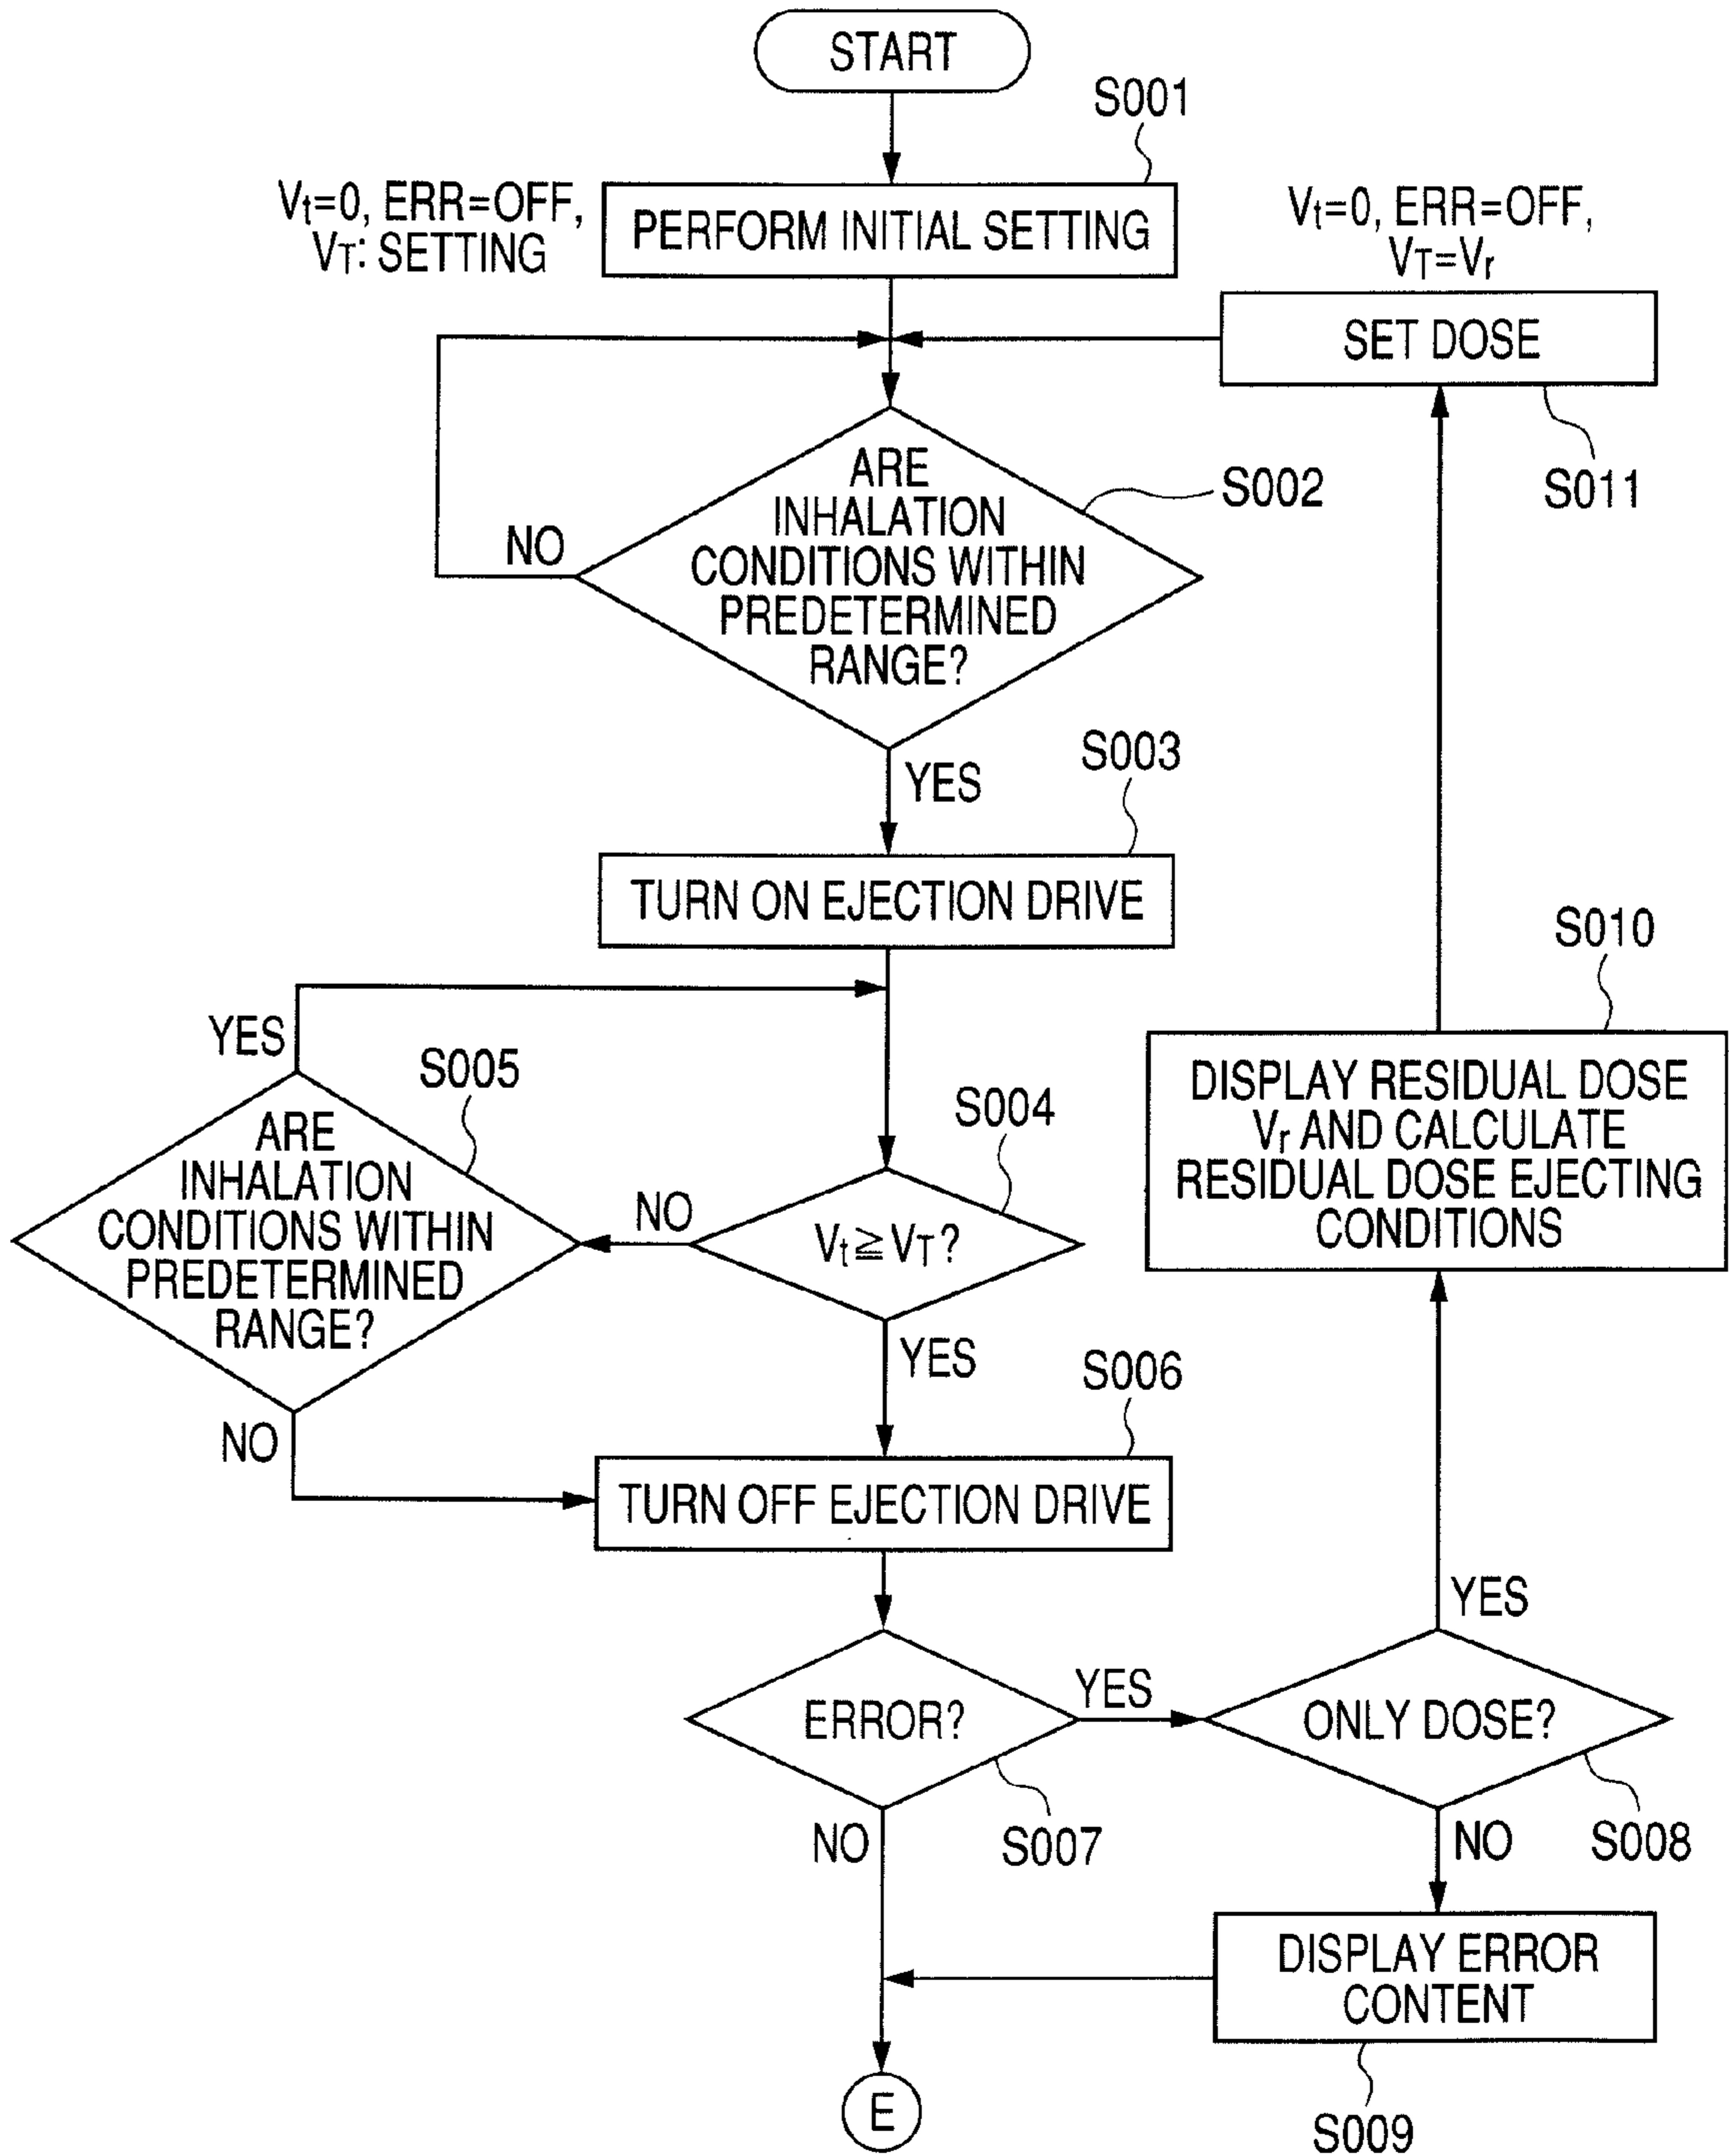 START
S001
Vt=0, ERR=OFF,
VT: SETTING
PERFORM INITIAL SETTING
Vt=0, ERR=OFF,
VT=Vr
SET DOSE
S011
ARE
INHALATION
CONDITIONS WITHIN
PREDETERMINED
RANGE?
S002
NO
YES
S003
TURN ON EJECTION DRIVE
S010
DISPLAY RESIDUAL DOSE
Vr AND CALCULATE
RESIDUAL DOSE EJECTING
CONDITIONS
YES
S005
ARE
INHALATION
CONDITIONS WITHIN
PREDETERMINED
RANGE?
S004
NO
Vt≧VT?
YES
NO
S006
TURN OFF EJECTION DRIVE
YES
ERROR?
YES
ONLY DOSE?
NO
S007
NO
S008
DISPLAY ERROR
CONTENT
E
S009